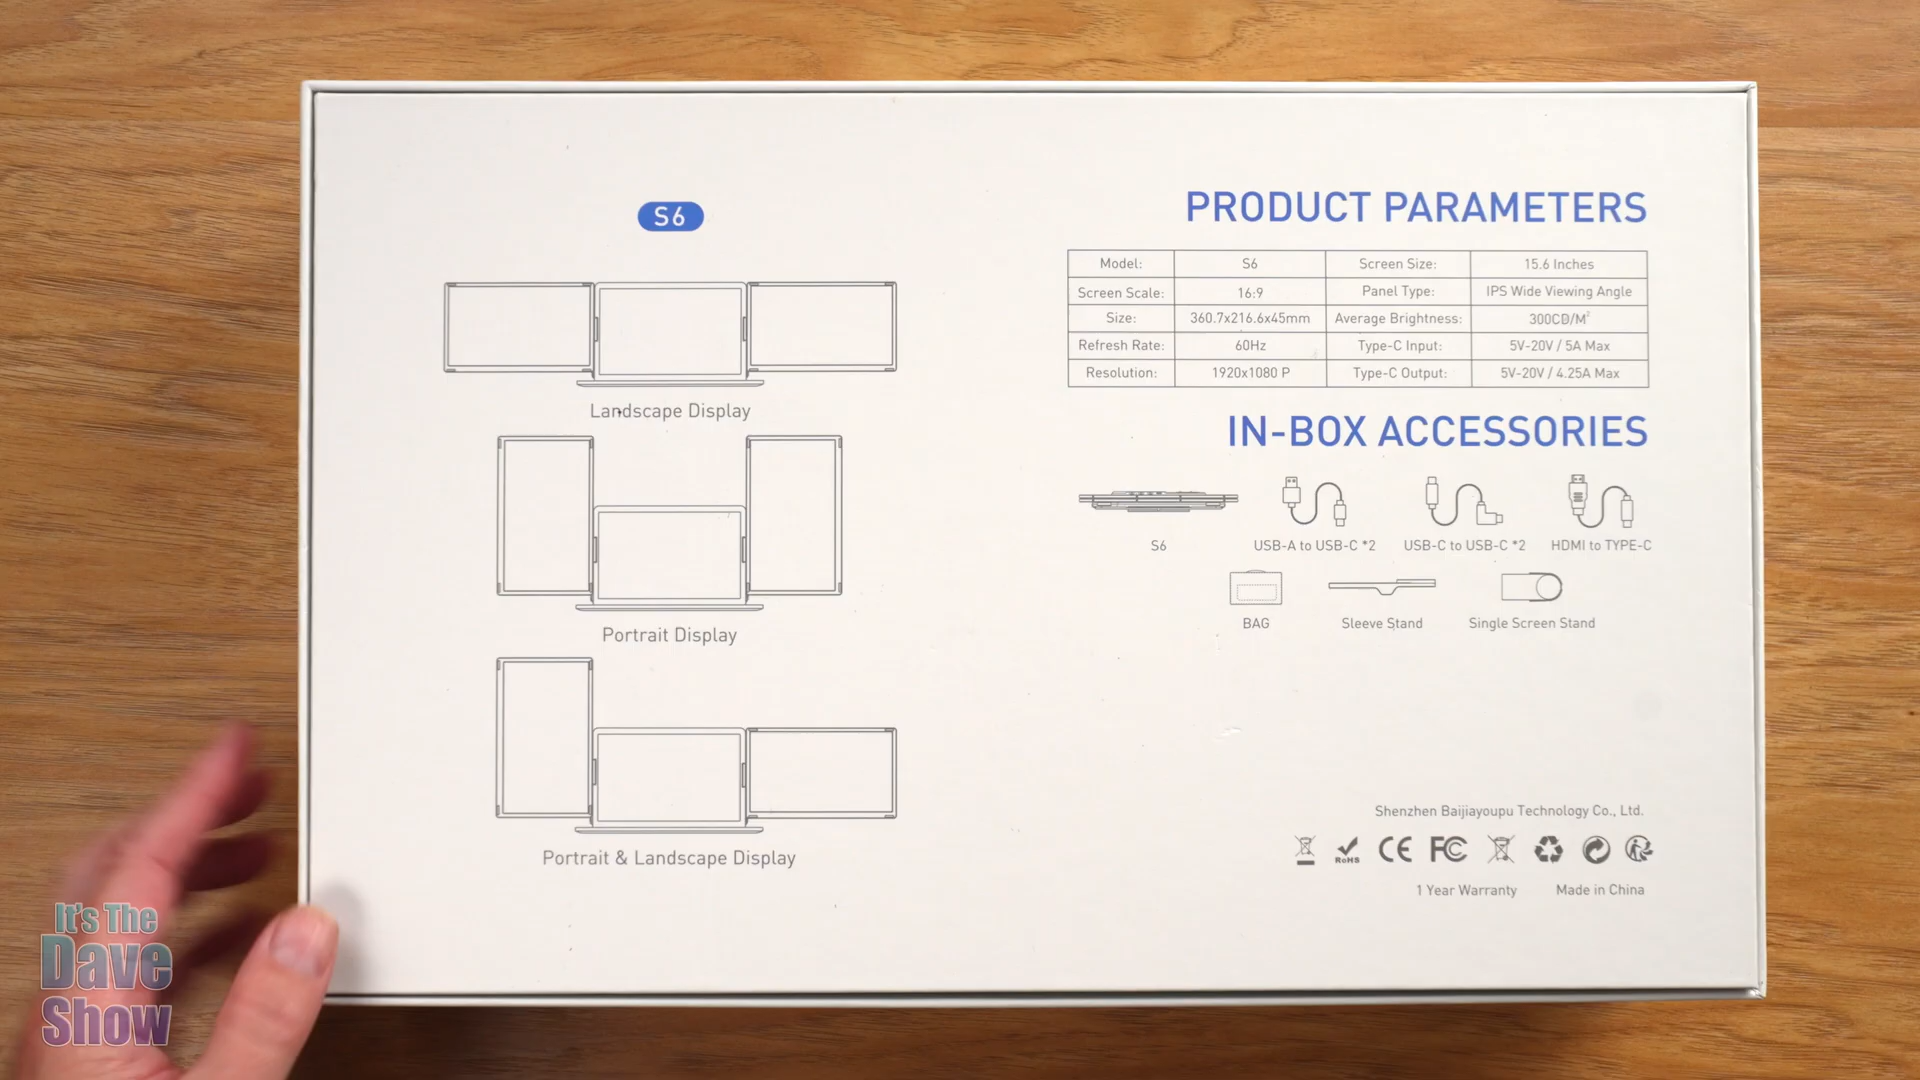 S6
Landscape Display
Portrait Display
Portrait & Landscape Display
PRODUCT PARAMETERS
Model: S6 Screen Size: 15.6 Inches
Screen Scale: 16:9 Panel Type: IPS Wide Viewing Angle
Size: 360.7x216.6x45mm Average Brightness: 300CD/M²
Refresh Rate: 60Hz Type-C Input: 5V-20V / 5A Max
Resolution: 1920x1080 P Type-C Output: 5V-20V / 4.25A Max
IN-BOX ACCESSORIES
S6 USB-A to USB-C *2 USB-C to USB-C *2 HDMI to TYPE-C
BAG Sleeve Stand Single Screen Stand
Shenzhen Baijiayoupu Technology Co., Ltd.
RoHS CE FC
1 Year Warranty Made in China
It's The
Dave
Show